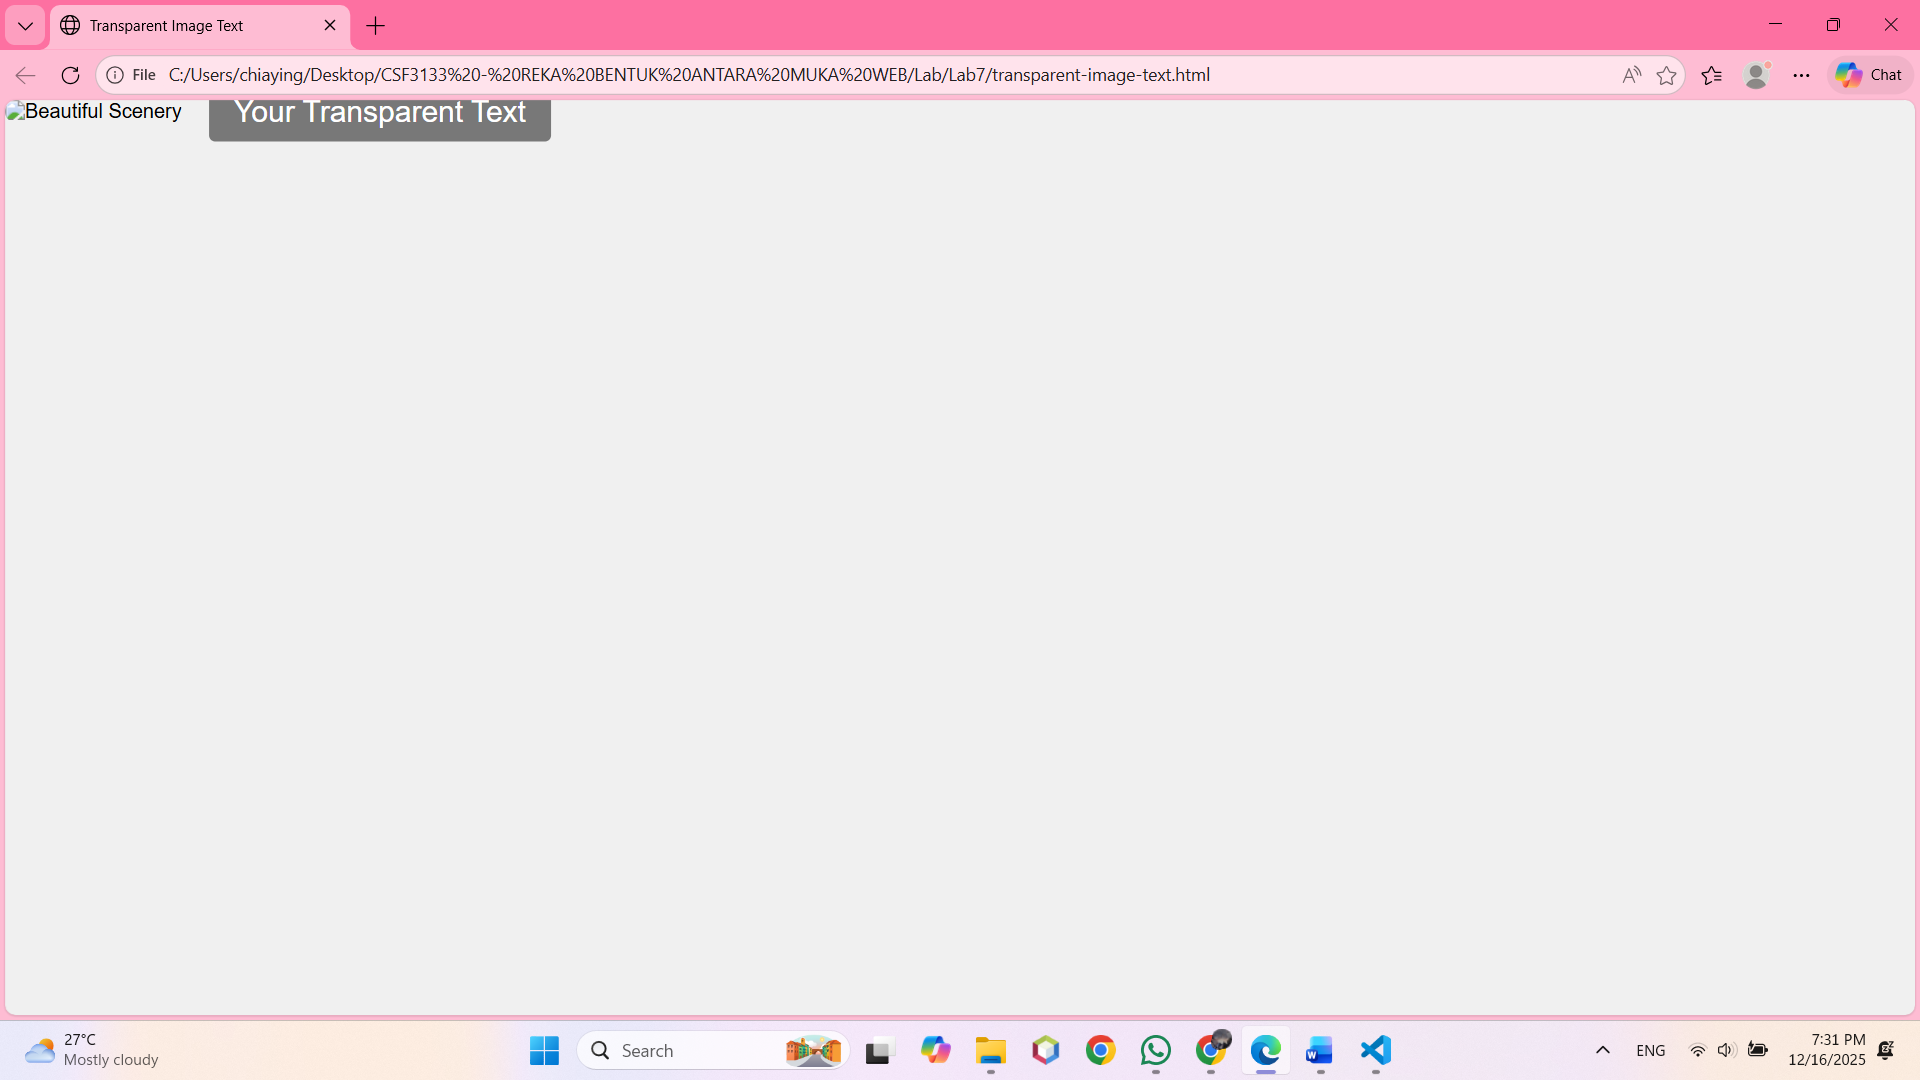 Transparent Image Text
File
C:/Users/chiaying/Desktop/CSF3133%20-%20REKA%20BENTUK%20ANTARA%20MUKA%20WEB/Lab/Lab7/transparent-image-text.html
Chat
Beautiful Scenery
Your Transparent Text
27°C
Mostly cloudy
Search
ENG
7:31 PM
12/16/2025